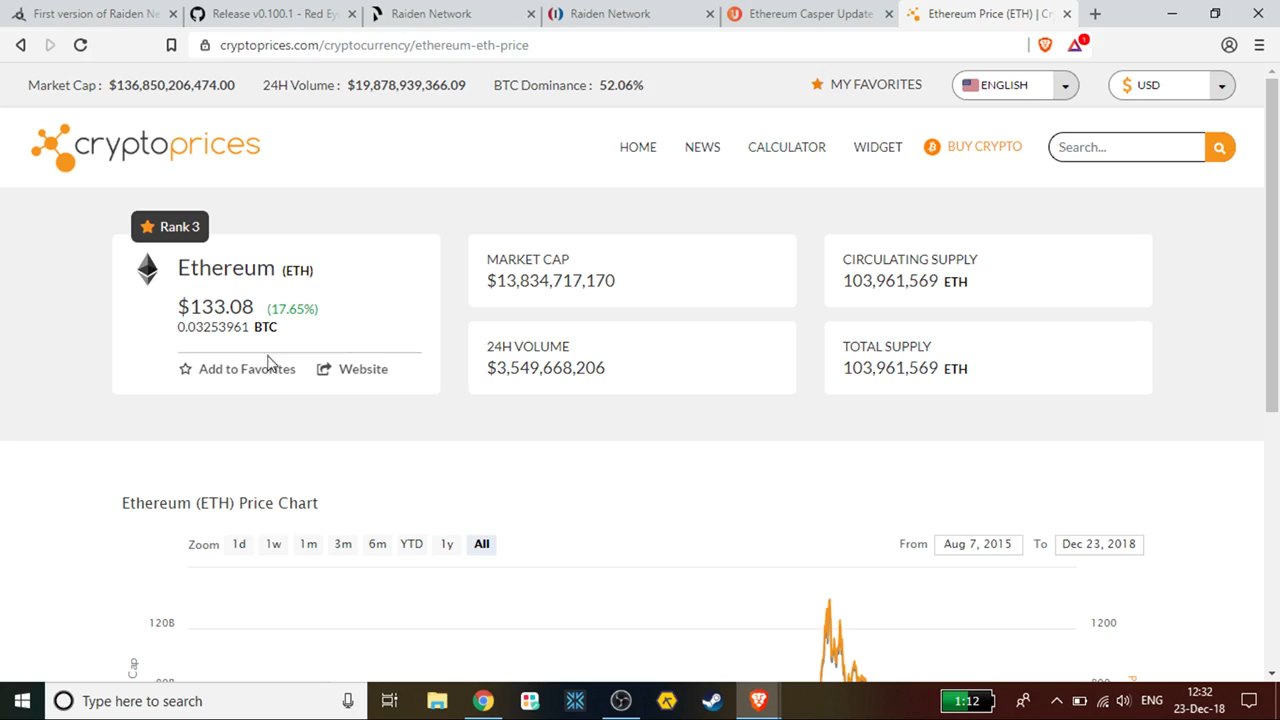 First version of Raiden Ne
Release v0.100.1 - Red Ey
Raiden Network
Raiden Network
Ethereum Casper Update
Ethereum Price (ETH) | Cr
cryptoprices.com/cryptocurrency/ethereum-eth-price
1
Market Cap : $136,850,206,474.00 24H Volume : $19,878,939,366.09 BTC Dominance : 52.06%
MY FAVORITES
ENGLISH
$ USD
cryptoprices
HOME NEWS CALCULATOR WIDGET BUY CRYPTO
Search...
Rank 3
Ethereum (ETH)
$133.08 (17.65%)
0.03253961 BTC
Add to Favorites Website
MARKET CAP
$13,834,717,170
CIRCULATING SUPPLY
103,961,569 ETH
24H VOLUME
$3,549,668,206
TOTAL SUPPLY
103,961,569 ETH
Ethereum (ETH) Price Chart
Zoom 1d 1w 1m 3m 6m YTD 1y All
From Aug 7, 2015 To Dec 23, 2018
120B
1200
Cap
Type here to search
1:12
ENG
12:32
23-Dec-18